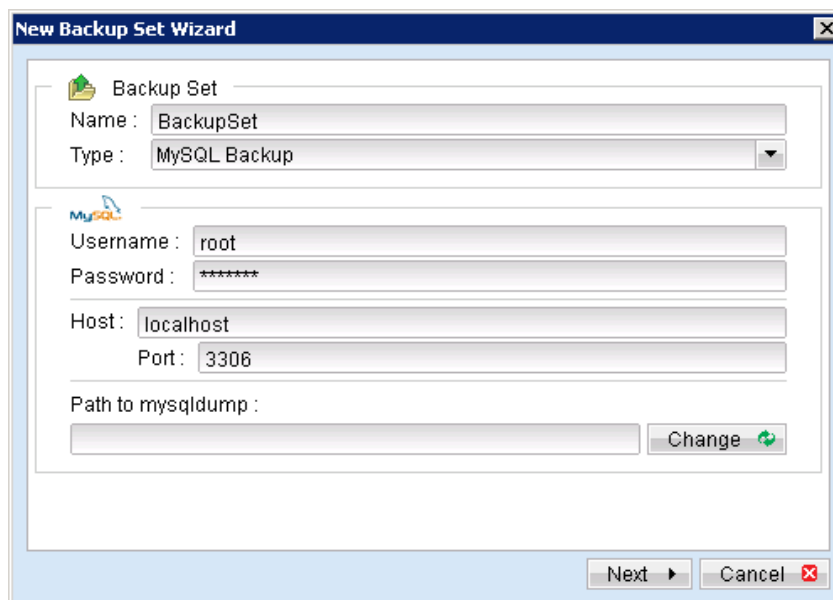 New Backup Set Wizard
Backup Set
Name : BackupSet
Type : MySQL Backup
MySQL
Username : root
Password : *******
Host : localhost
Port : 3306
Path to mysqldump :
Change
Next Cancel